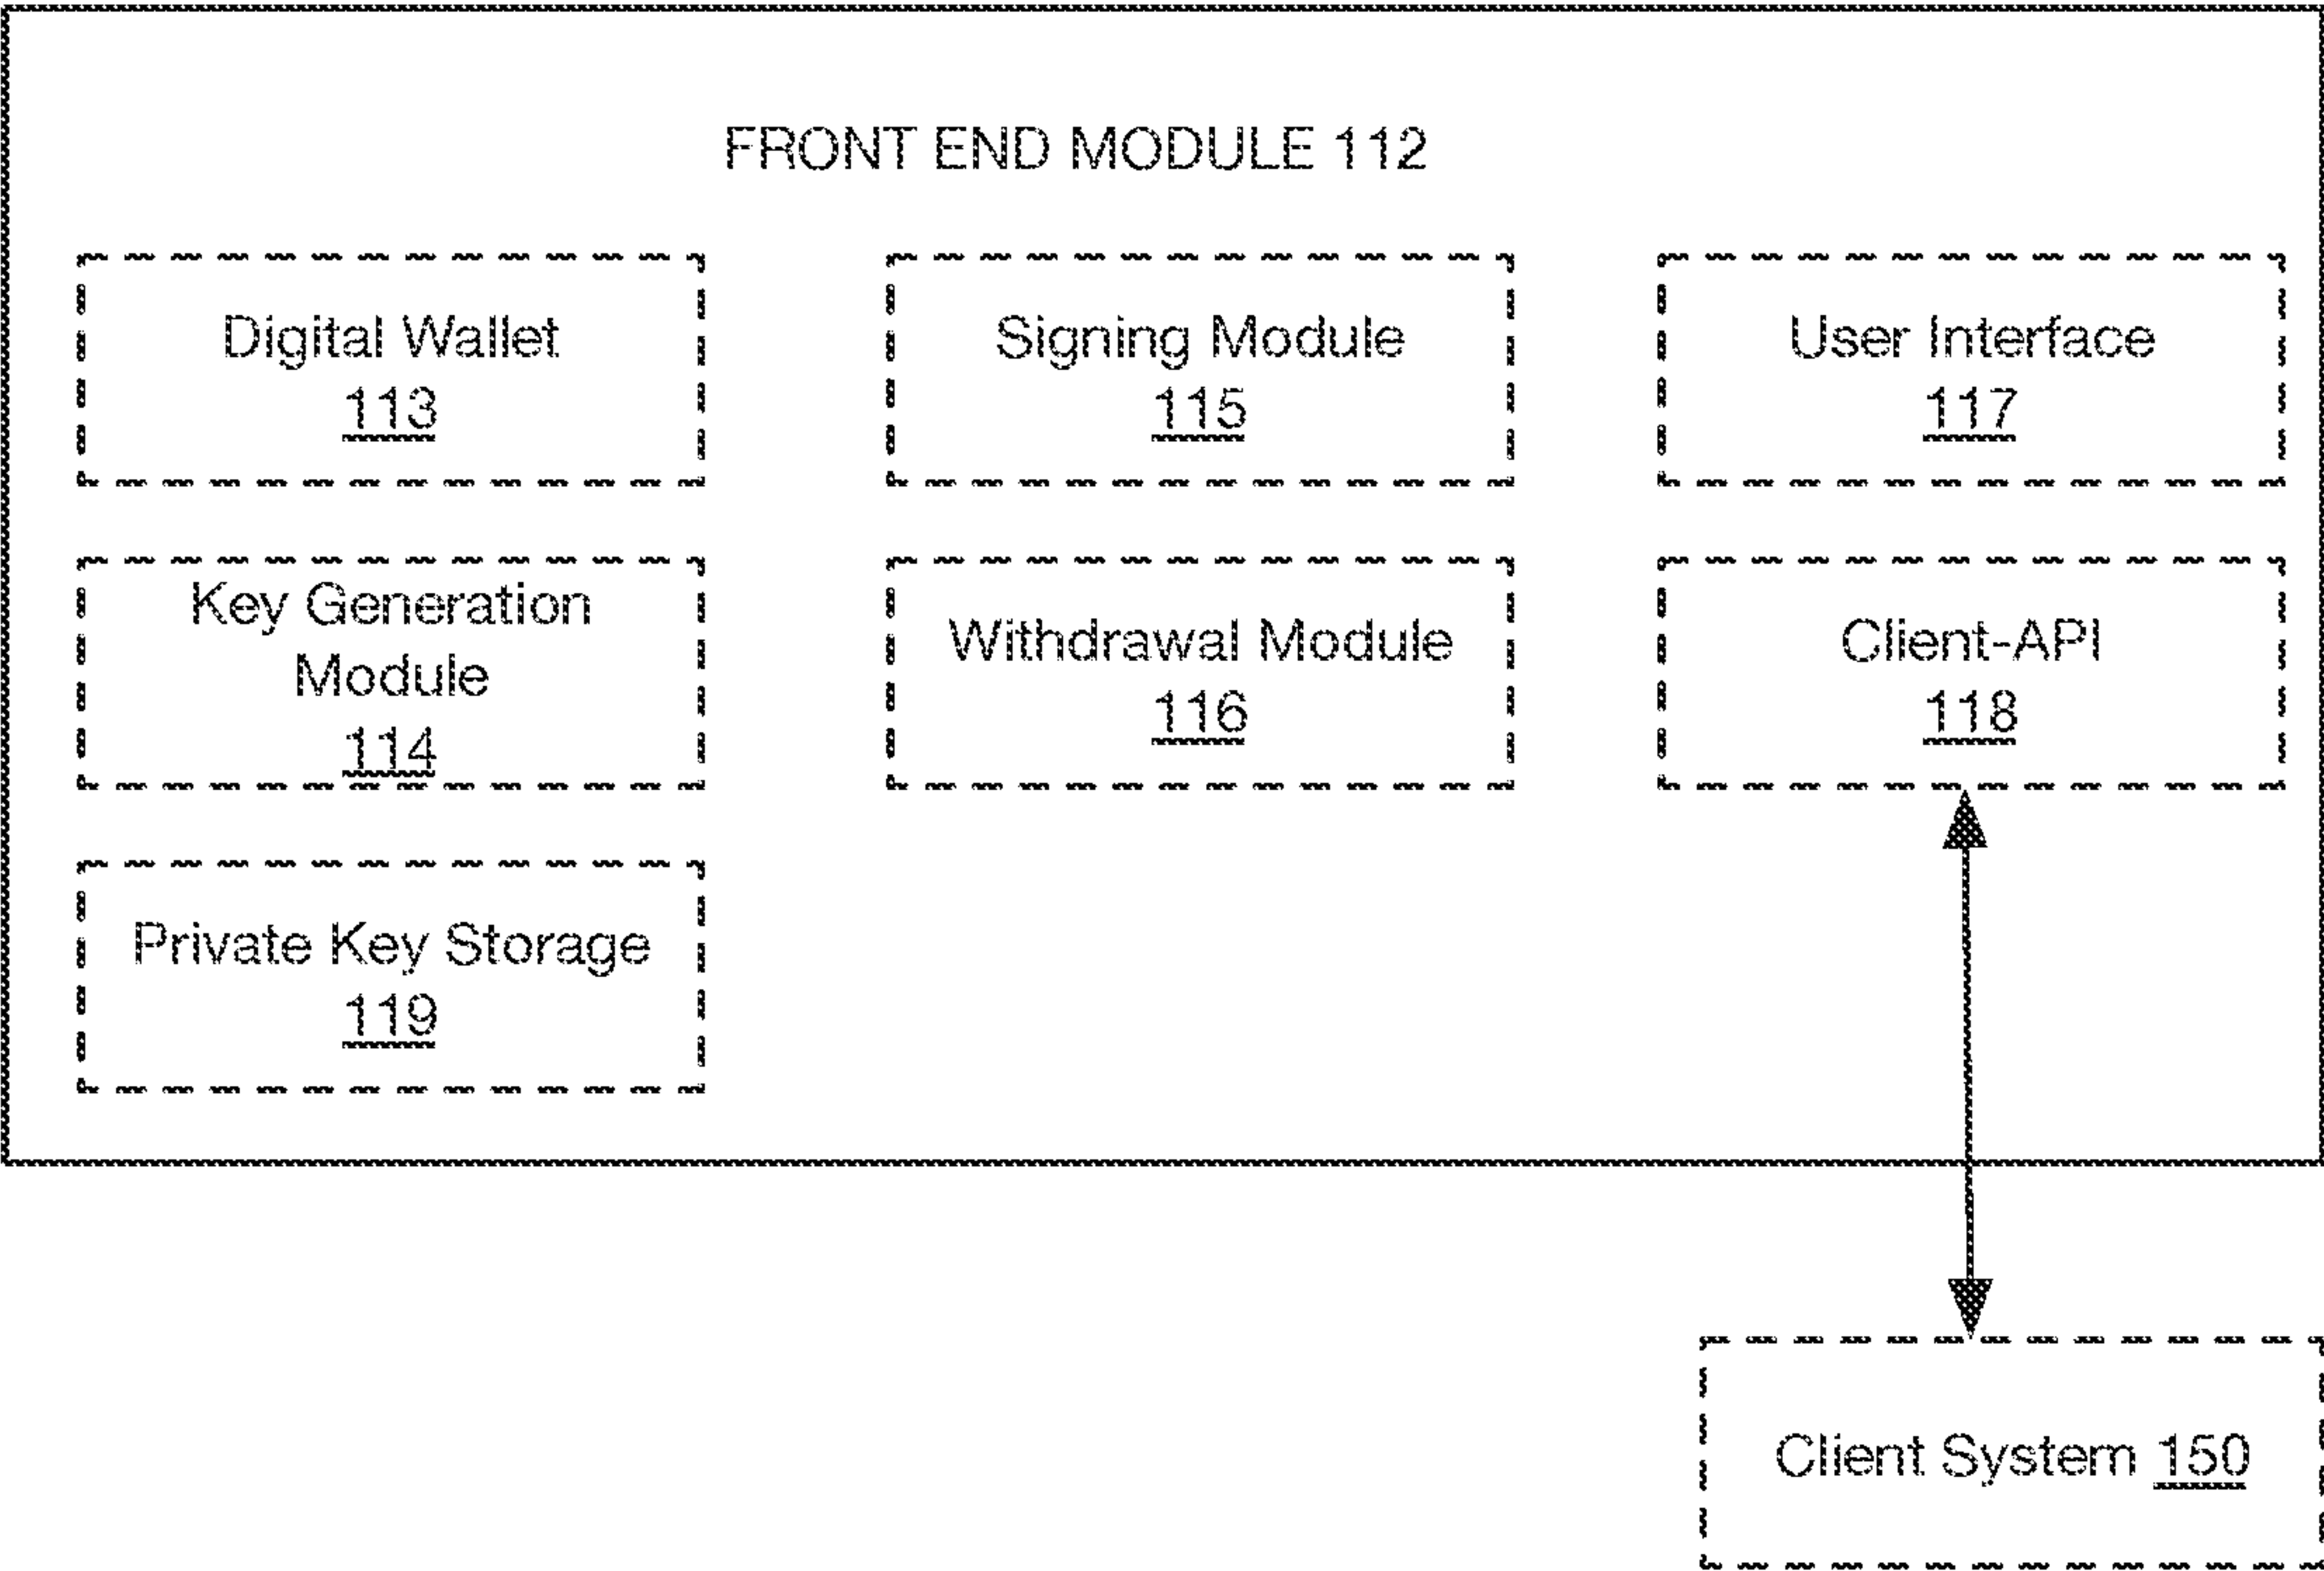 FRONT END MODULE 112
Digital Wallet
113
Signing Module
115
User Interface
117
Key Generation
Module
114
Withdrawal Module
116
Client-API
118
Private Key Storage
119
Client System 150